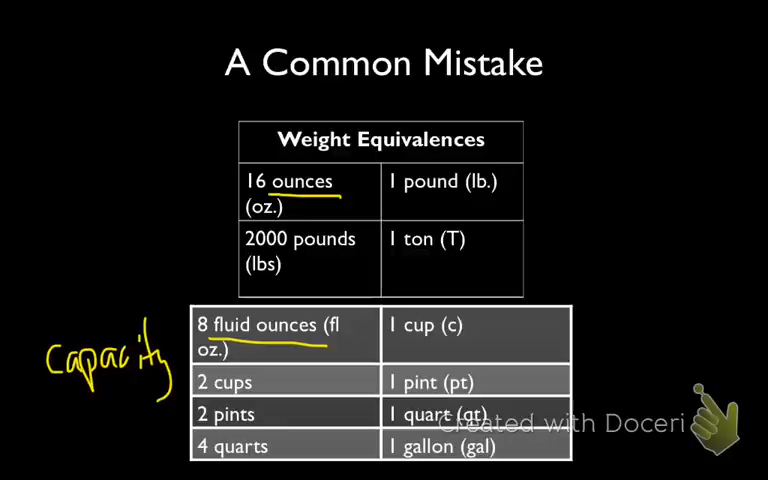 A Common Mistake
Weight Equivalences
16 ounces 1 pound (lb.)
(oz.)
2000 pounds 1 ton (T)
(lbs)
8 fluid ounces (fl 1 cup (c)
oz.)
capacity
2 cups 1 pint (pt)
2 pints 1 quart (qt)
Created with Doceri
4 quarts 1 gallon (gal)